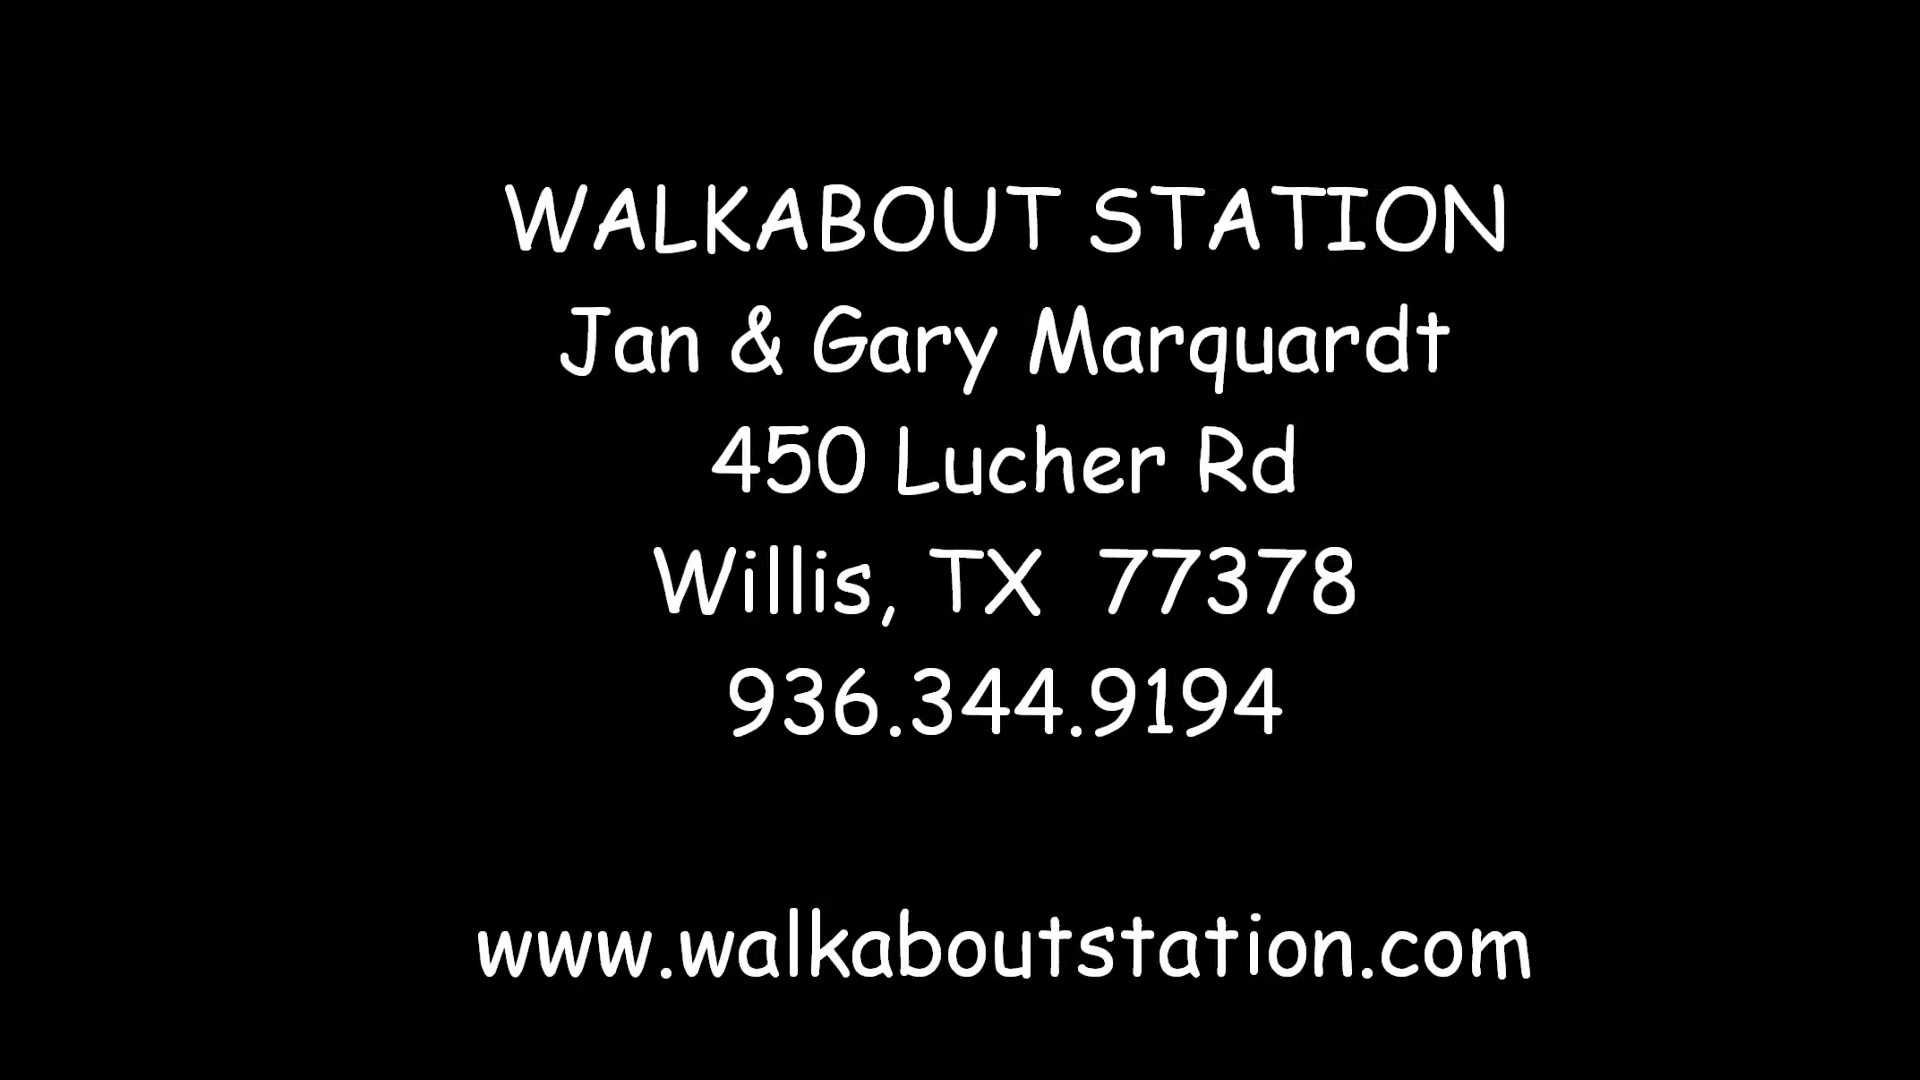 WALKABOUT STATION
Jan & Gary Marquardt
450 Lucher Rd
Willis, TX  77378
936.344.9194
www.walkaboutstation.com